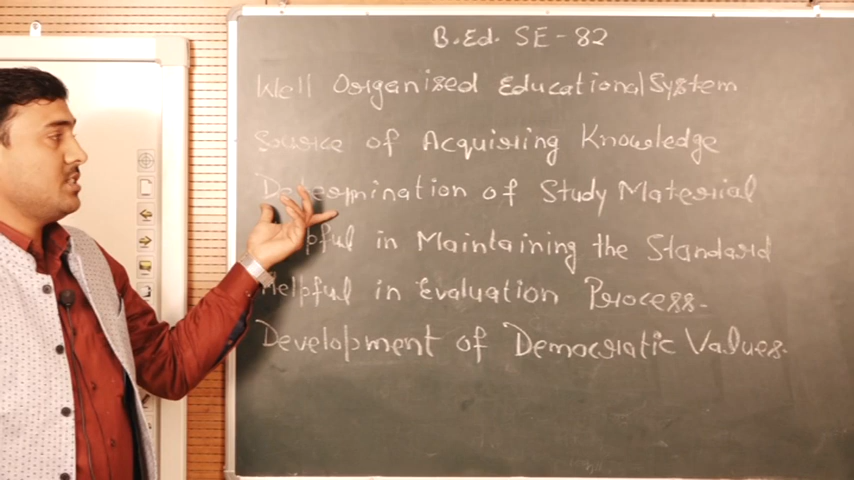 B.Ed. SE-82
Well Organised Educational System
Source of Acquiring Knowledge
Determination of Study Material
pful in Maintaining the Standard
Helpful in Evaluation Process.
Development of Democratic Values.